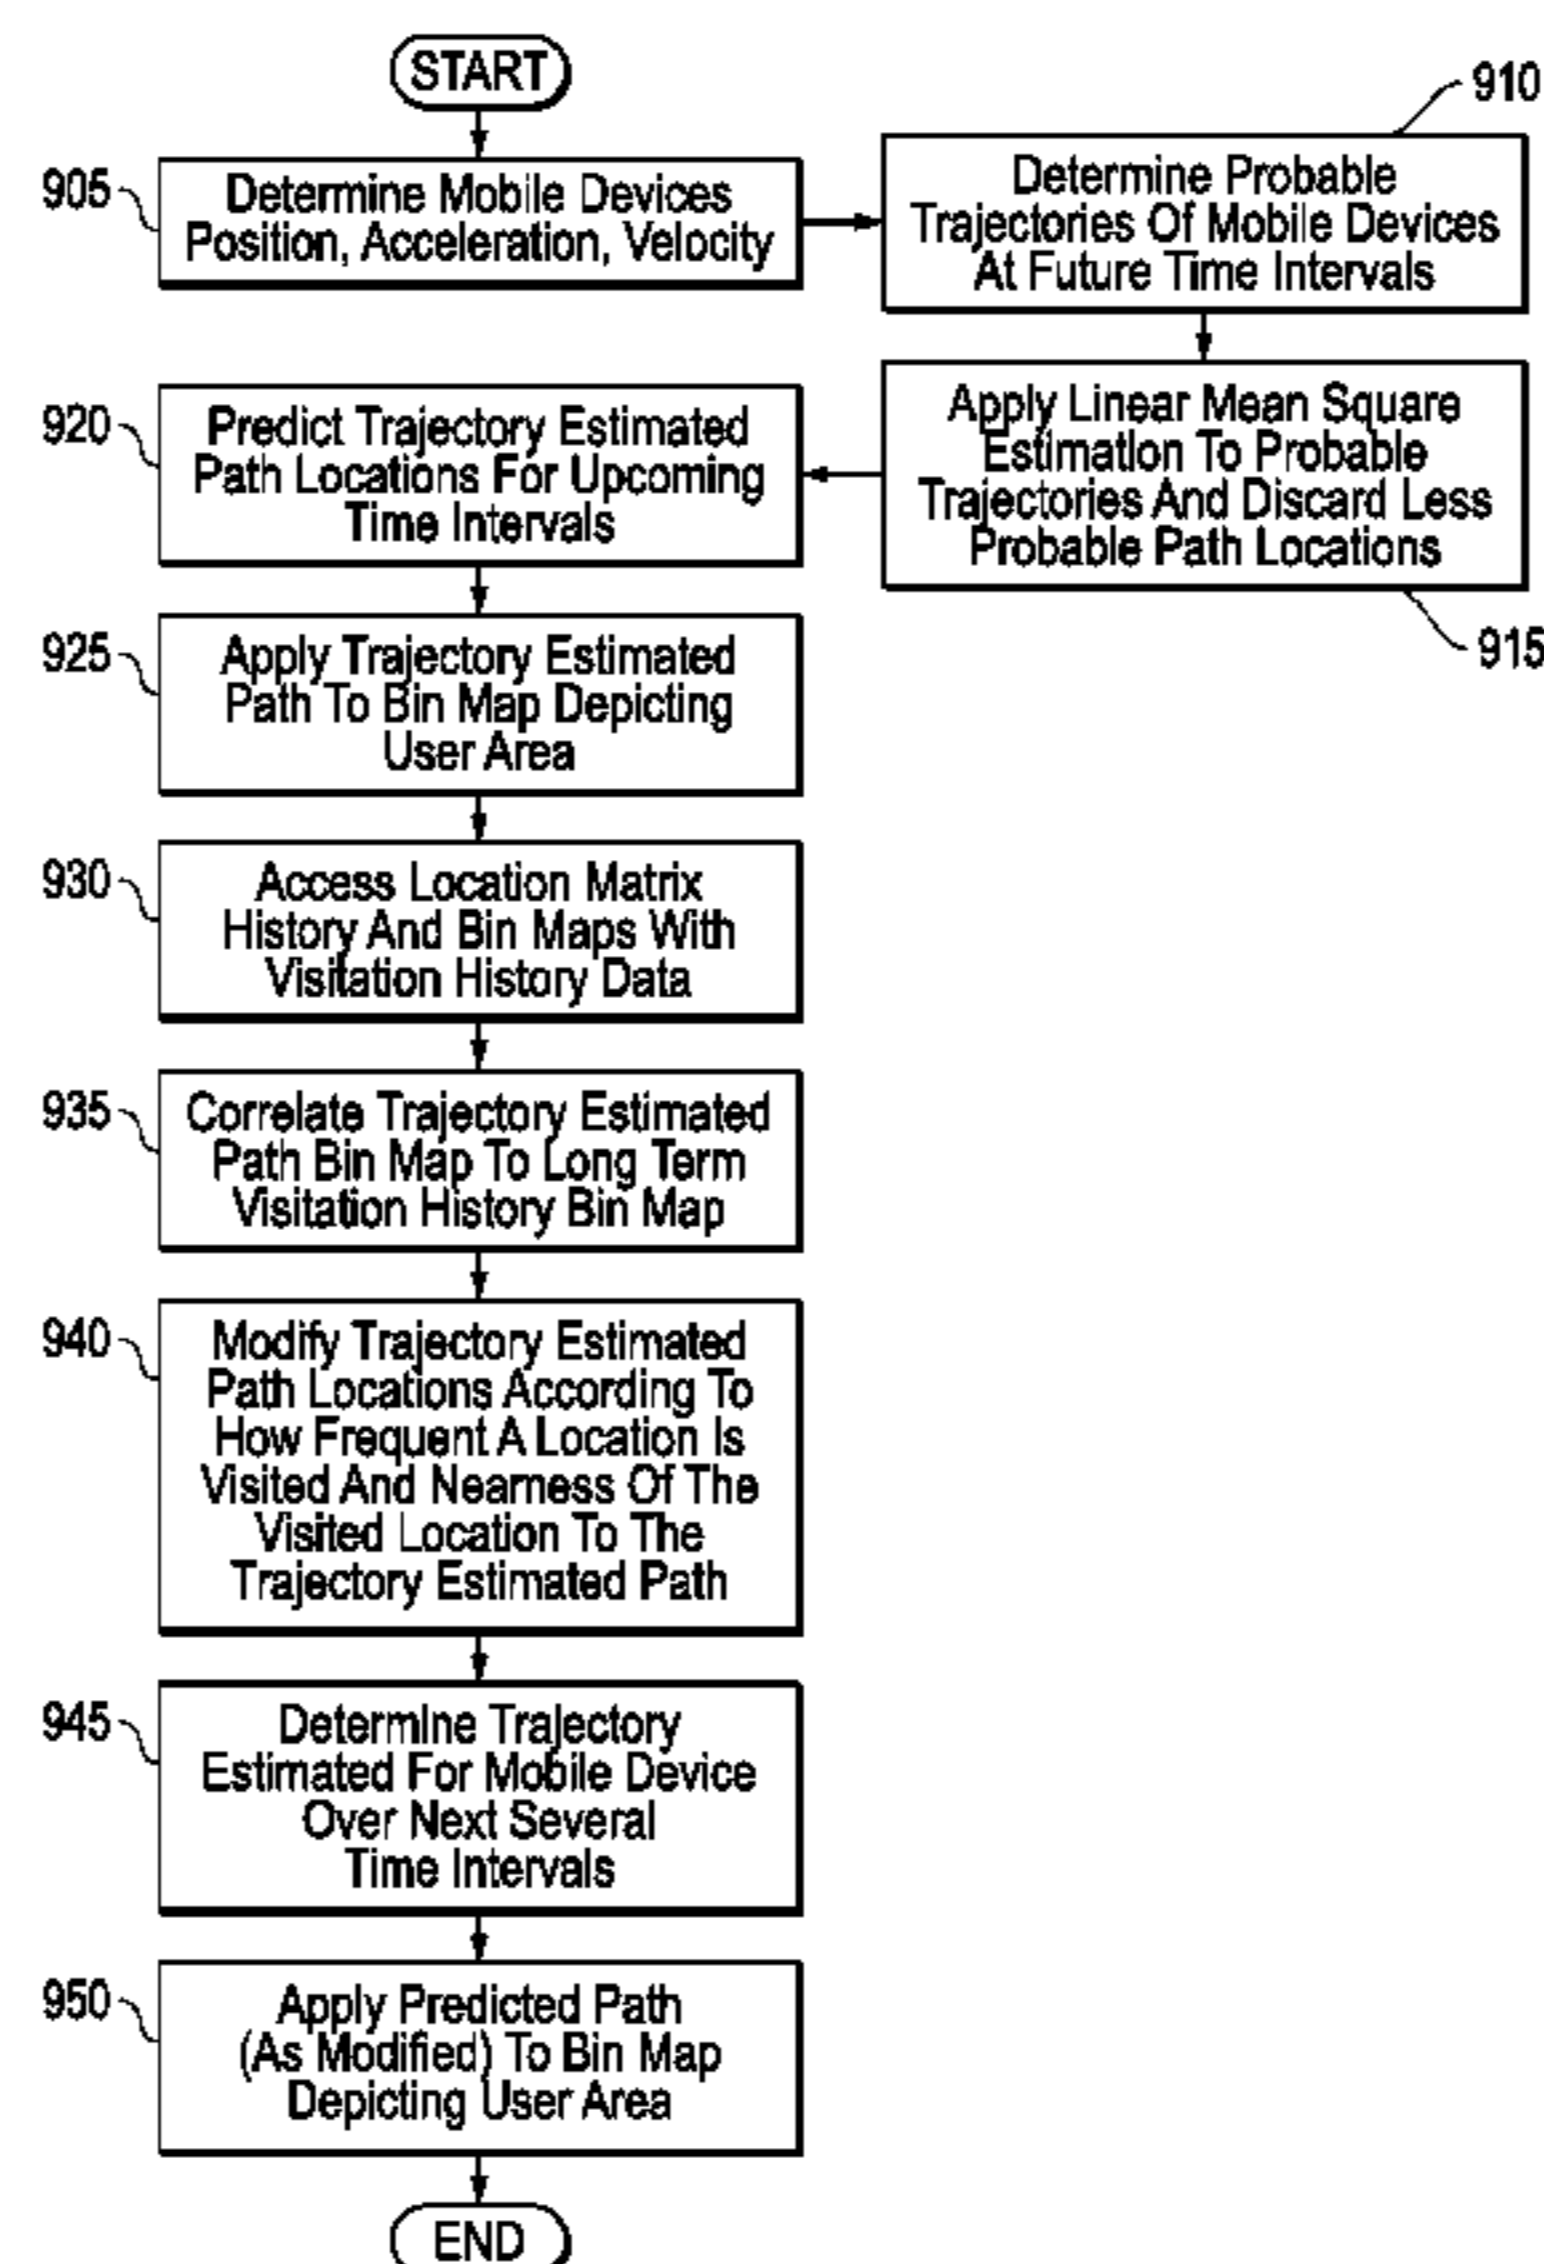 START
905
Determine Mobile Devices
Position, Acceleration, Velocity
910
Determine Probable
Trajectories Of Mobile Devices
At Future Time Intervals
Apply Linear Mean Square
Estimation To Probable
Trajectories And Discard Less
Probable Path Locations
915
920
Predict Trajectory Estimated
Path Locations For Upcoming
Time Intervals
925
Apply Trajectory Estimated
Path To Bin Map Depicting
User Area
930
Access Location Matrix
History And Bin Maps With
Visitation History Data
935
Correlate Trajectory Estimated
Path Bin Map To Long Term
Visitation History Bin Map
940
Modify Trajectory Estimated
Path Locations According To
How Frequent A Location Is
Visited And Nearness Of The
Visited Location To The
Trajectory Estimated Path
945
Determine Trajectory
Estimated For Mobile Device
Over Next Several
Time Intervals
950
Apply Predicted Path
(As Modified) To Bin Map
Depicting User Area
END